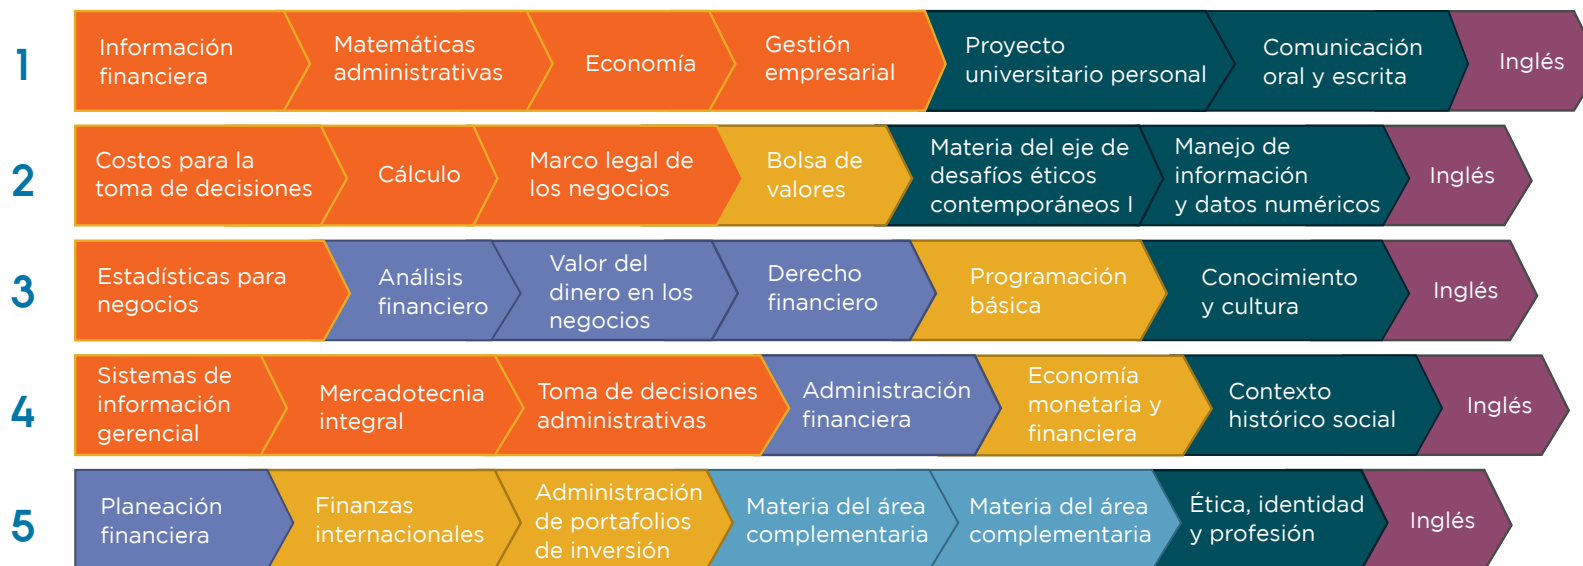 1
Información
financiera
Matemáticas
administrativas
Economía
Gestión
empresarial
Proyecto
universitario personal
Comunicación
oral y escrita
Inglés
2
Costos para la
toma de decisiones
Cálculo
Marco legal de
los negocios
Bolsa de
valores
Materia del eje de
desafíos éticos
contemporáneos I
Manejo de
información
y datos numéricos
Inglés
3
Estadísticas para
negocios
Análisis
financiero
Valor del
dinero en los
negocios
Derecho
financiero
Programación
básica
Conocimiento
y cultura
Inglés
4
Sistemas de
información
gerencial
Mercadotecnia
integral
Toma de decisiones
administrativas
Administración
financiera
Economía
monetaria y
financiera
Contexto
histórico social
Inglés
5
Planeación
financiera
Finanzas
internacionales
Administración
de portafolios
de inversión
Materia del área
complementaria
Materia del área
complementaria
Ética, identidad
y profesión
Inglés